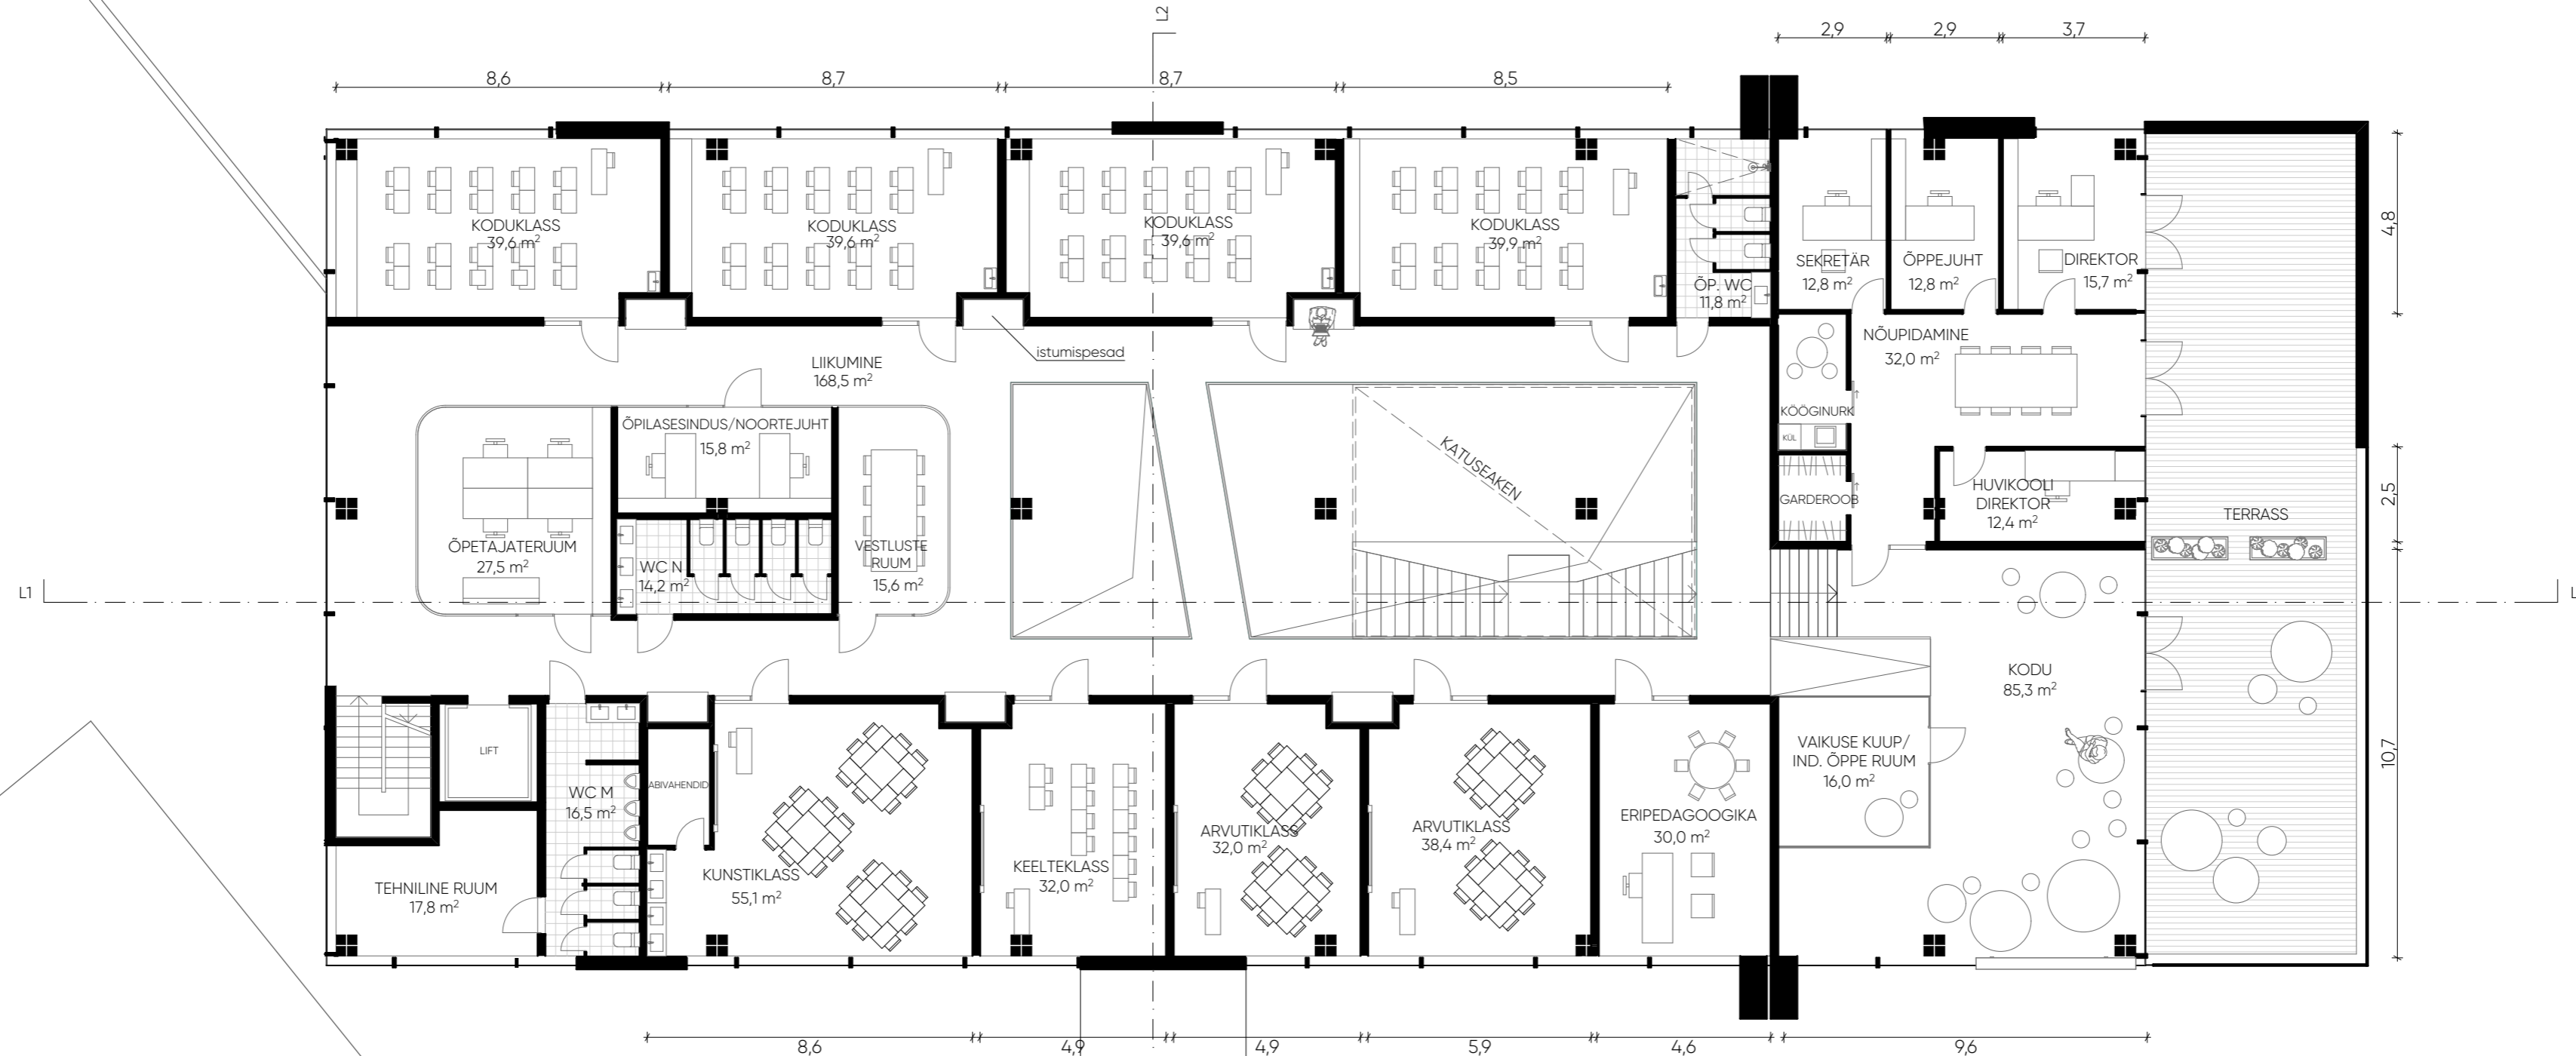 L2
2,9
2,9
3,7
8,6
8,7
8,7
8,5
KODUKLASS
39,6 m²
KODUKLASS
39,6 m²
KODUKLASS
39,6 m²
KODUKLASS
39,9 m²
ÕP. WC
11,8 m²
SEKRETÄR
12,8 m²
ÕPPEJUHT
12,8 m²
DIREKTOR
15,7 m²
4,8
istumispesad
LIIKUMINE
168,5 m²
NÕUPIDAMINE
32,0 m²
KÖÖGINURK
KÜL
ÕPILASESINDUS/NOORTEJUHT
15,8 m²
KATUSEAKEN
GARDEROOB
HUVIKOOLI
DIREKTOR
12,4 m²
TERRASS
2,5
ÕPETAJATERUUM
27,5 m²
WC N
14,2 m²
VESTLUSTE
RUUM
15,6 m²
L1
L
KODU
85,3 m²
LIFT
WC M
16,5 m²
ABIVAHENDID
VAIKUSE KUUP/
IND. ÕPPE RUUM
16,0 m²
10,7
TEHNILINE RUUM
17,8 m²
KUNSTIKLASS
55,1 m²
KEELTEKLASS
32,0 m²
ARVUTIKLASS
32,0 m²
ARVUTIKLASS
38,4 m²
ERIPEDAGOOGIKA
30,0 m²
8,6
4,9
4,9
5,9
4,6
9,6